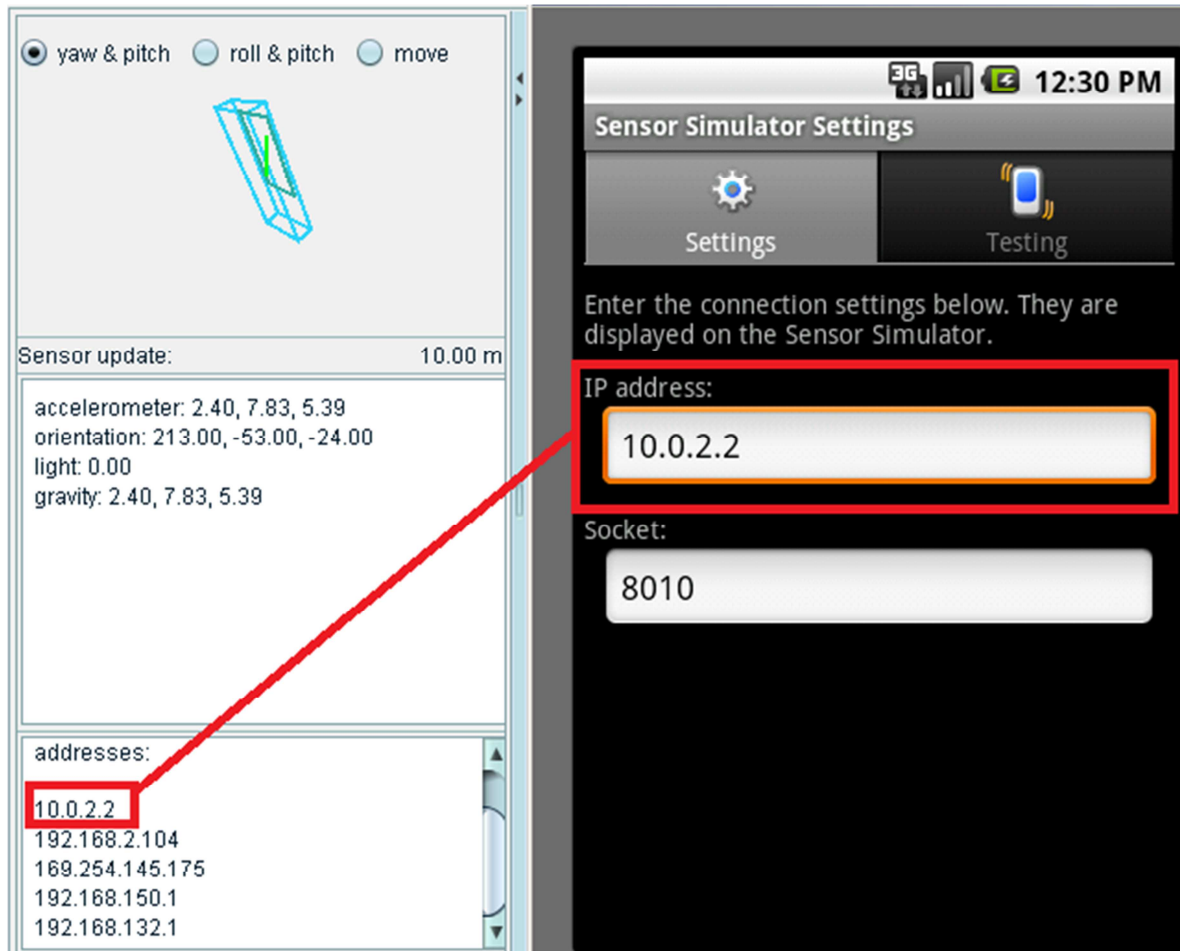 yaw & pitch roll & pitch move
Sensor update: 10.00 m
accelerometer: 2.40, 7.83, 5.39
orientation: 213.00, -53.00, -24.00
light: 0.00
gravity: 2.40, 7.83, 5.39
addresses:
10.0.2.2
192.168.2.104
169.254.145.175
192.168.150.1
192.168.132.1
3G 12:30 PM
Sensor Simulator Settings
Settings Testing
Enter the connection settings below. They are
displayed on the Sensor Simulator.
IP address:
10.0.2.2
Socket:
8010